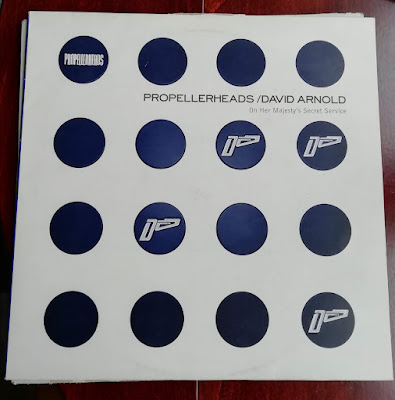 PROPELLERHEADS
PROPELLERHEADS /DAVID ARNOLD
On Her Majesty's Secret Service